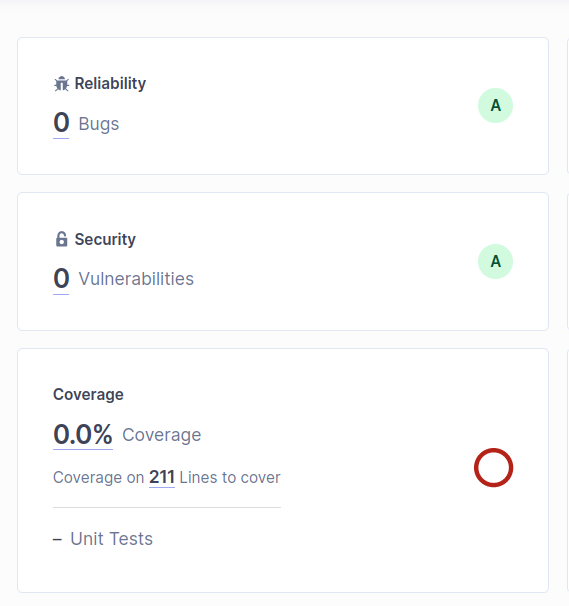 Reliability
0 Bugs
A
Security
0 Vulnerabilities
A
Coverage
0.0% Coverage
Coverage on 211 Lines to cover
– Unit Tests